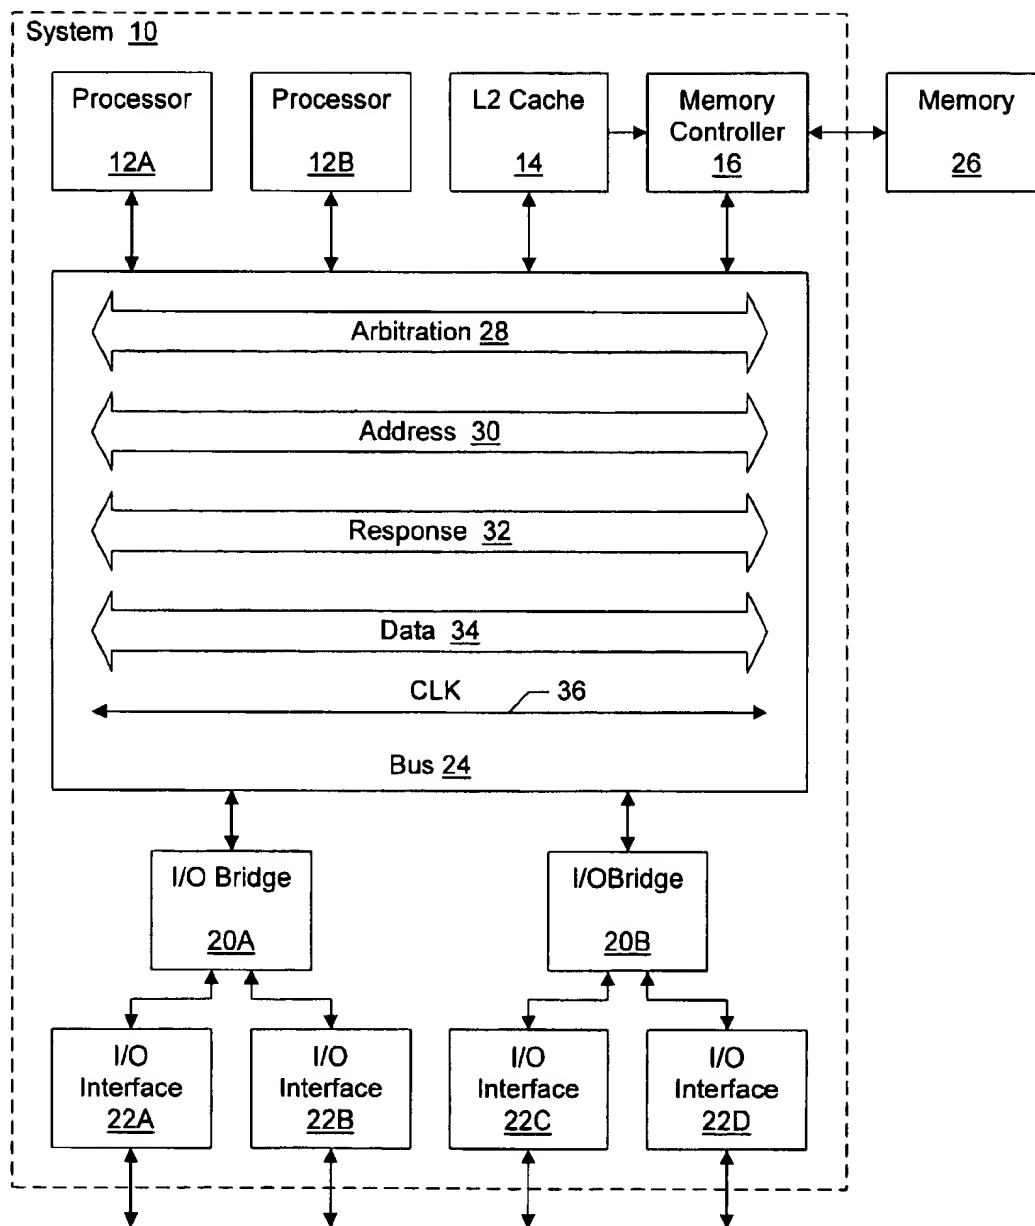 System 10
Processor
12A
Processor
12B
L2 Cache
14
Memory
Controller
16
Memory
26
Arbitration 28
Address 30
Response 32
Data 34
CLK 36
Bus 24
I/O Bridge
20A
I/OBridge
20B
I/O
Interface
22A
I/O
Interface
22B
I/O
Interface
22C
I/O
Interface
22D